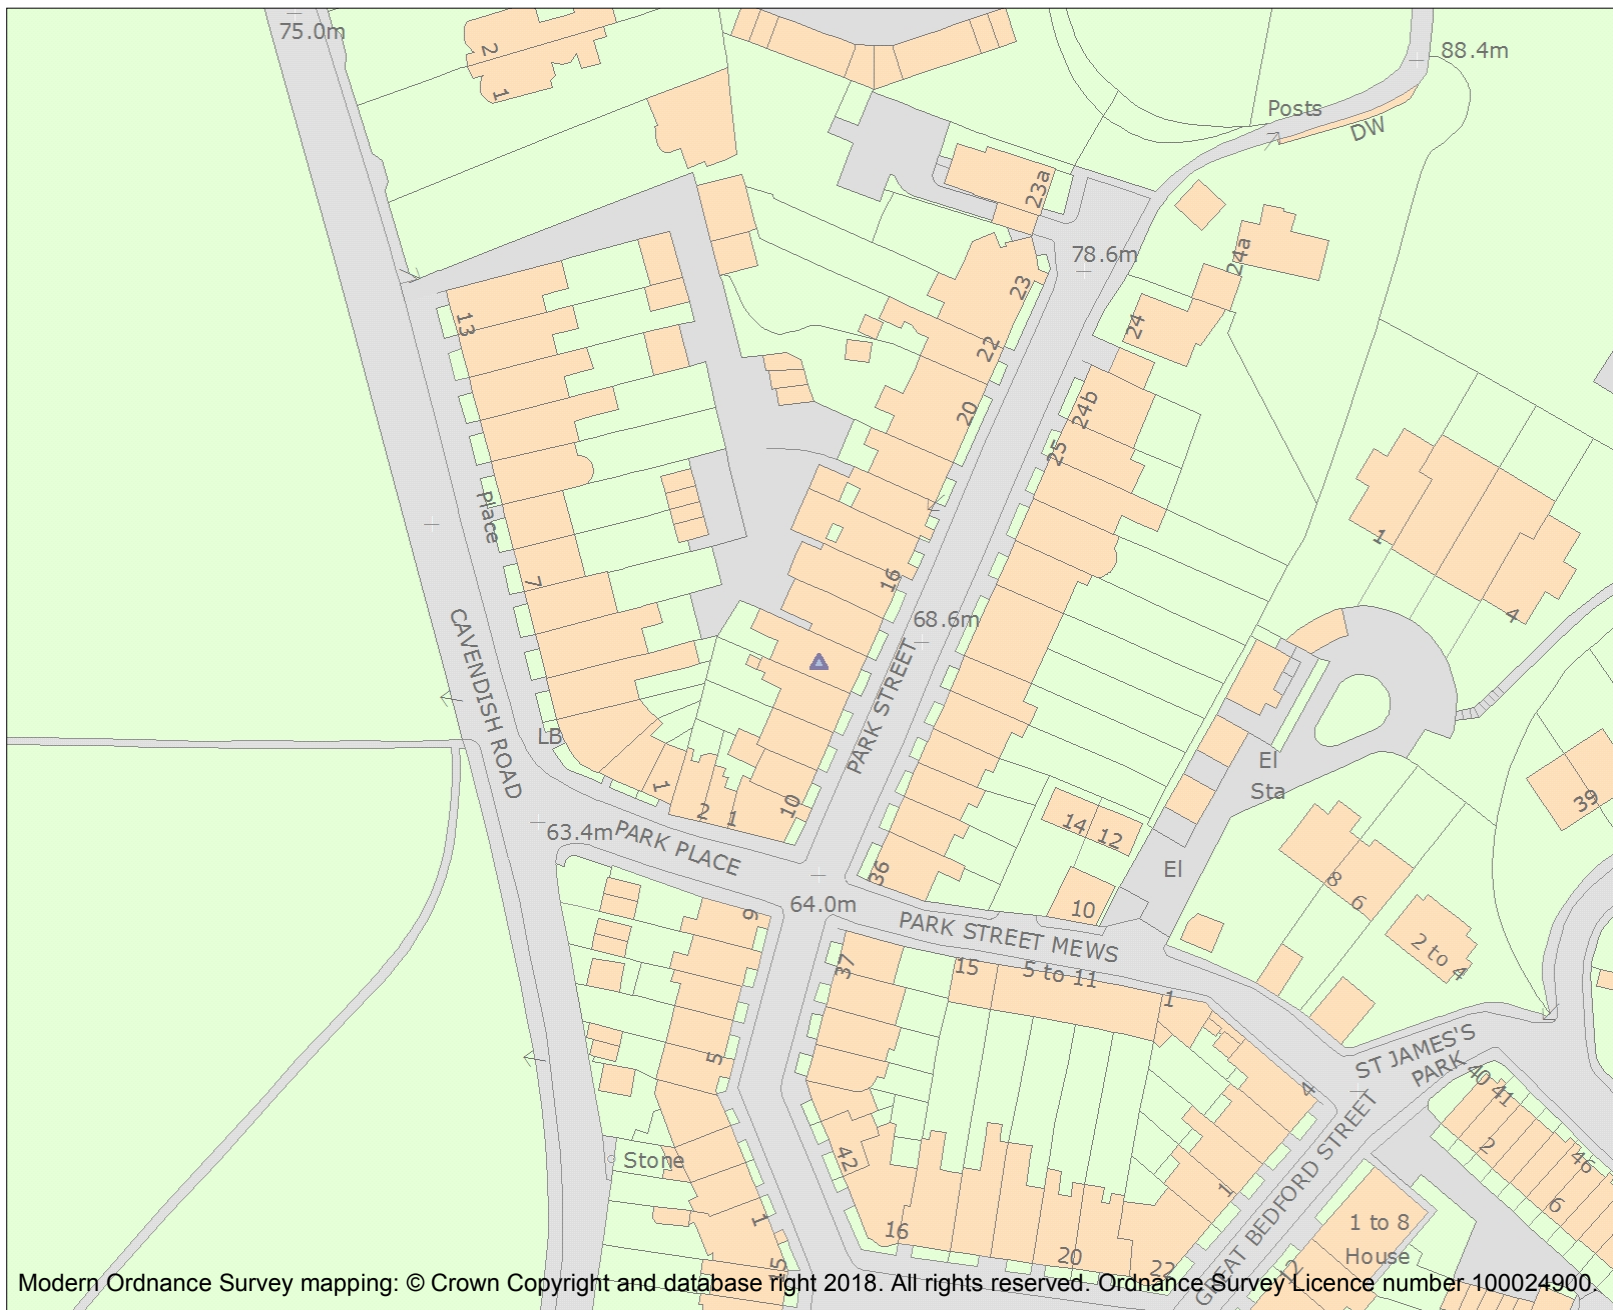 75.0m
2
1
88.4m
Posts
DW
23a
78.6m
24a
23
24
13
22
20
24b
25
Place
1
7
16
4
68.6m
CAVENDISH ROAD
PARK STREET
LB
El
Sta
39
1
2
1
10
63.4m
PARK PLACE
14
12
36
El
8
6
64.0m
9
10
PARK STREET MEWS
2 to 4
37
15
5 to 11
1
5
ST JAMES'S
PARK
4
40
41
GREAT BEDFORD STREET
2
46
42
Stone
1
6
1
16
20
22
1 to 8
House
15
2
Modern Ordnance Survey mapping: © Crown Copyright and database right 2018. All rights reserved. Ordnance Survey Licence number 100024900.